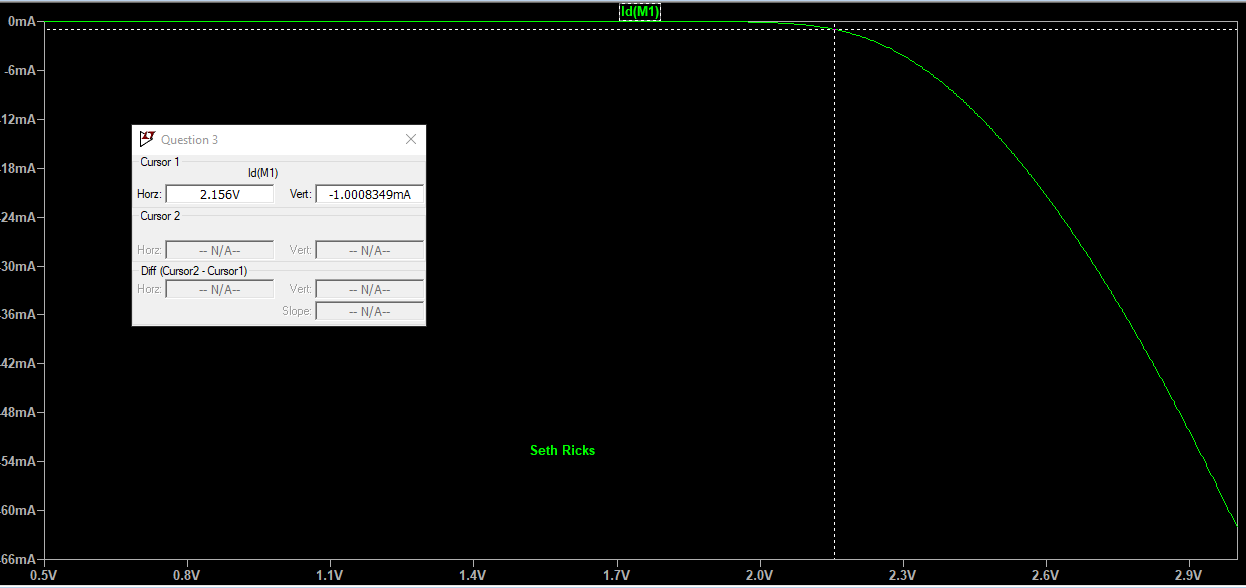 Id(M1)
0mA
-6mA
-12mA
-18mA
-24mA
-30mA
-36mA
-42mA
-48mA
-54mA
-60mA
-66mA
Question 3
Cursor 1
Id(M1)
Horz: 2.156V Vert: -1.0008349mA
Cursor 2
Horz: -- N/A-- Vert: -- N/A--
Diff (Cursor2 - Cursor1)
Horz: -- N/A-- Vert: -- N/A--
Slope: -- N/A--
Seth Ricks
0.5V 0.8V 1.1V 1.4V 1.7V 2.0V 2.3V 2.6V 2.9V